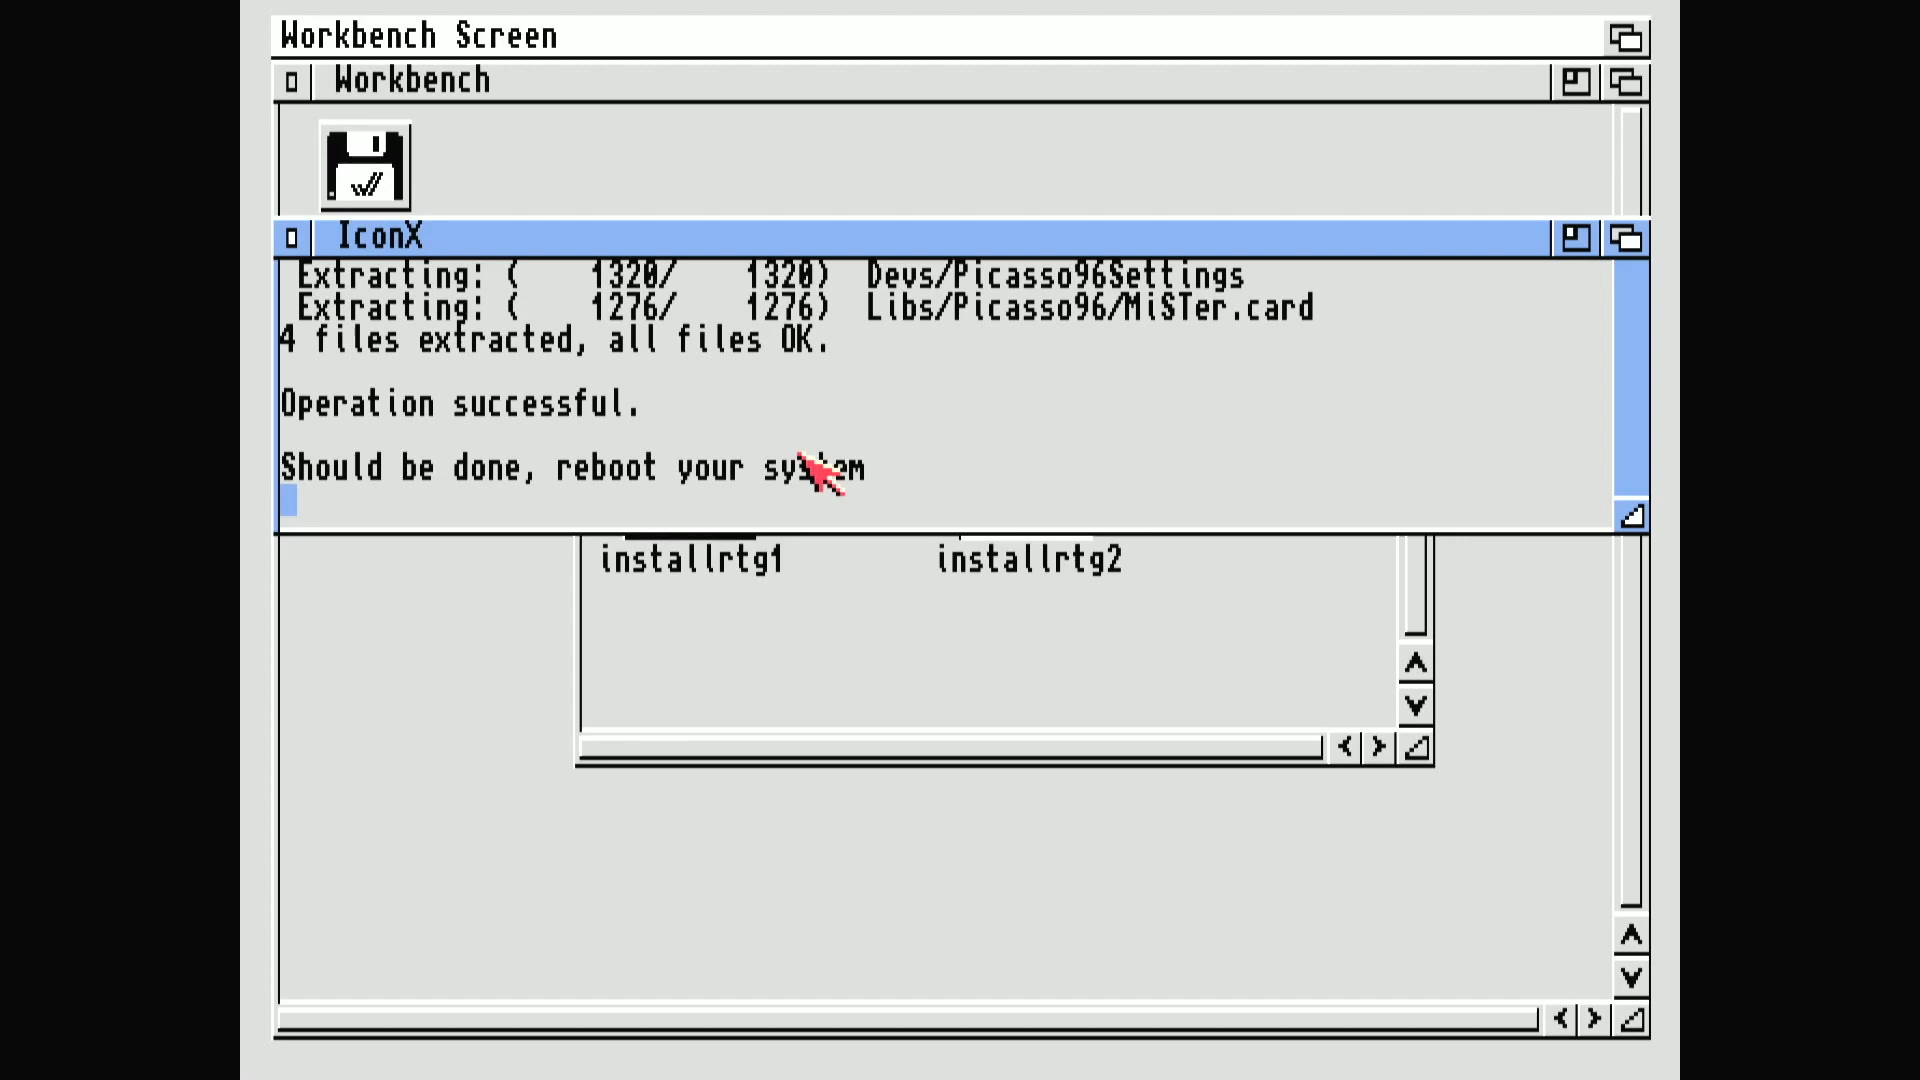 Workbench Screen
Workbench
IconX
Extracting: (    1320/    1320)  Devs/Picasso96Settings
Extracting: (    1276/    1276)  Libs/Picasso96/MiSTer.card
4 files extracted, all files OK.
Operation successful.
Should be done, reboot your system
installrtg1
installrtg2